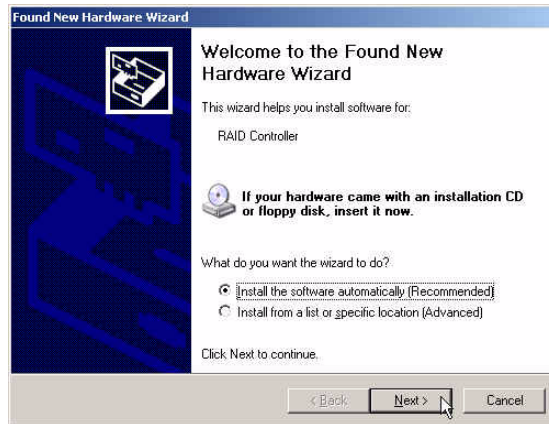 Found New Hardware Wizard
Welcome to the Found New
Hardware Wizard
This wizard helps you install software for:
RAID Controller
If your hardware came with an installation CD
or floppy disk, insert it now.
What do you want the wizard to do?
Install the software automatically (Recommended)
Install from a list or specific location (Advanced)
Click Next to continue.
< Back Next > Cancel